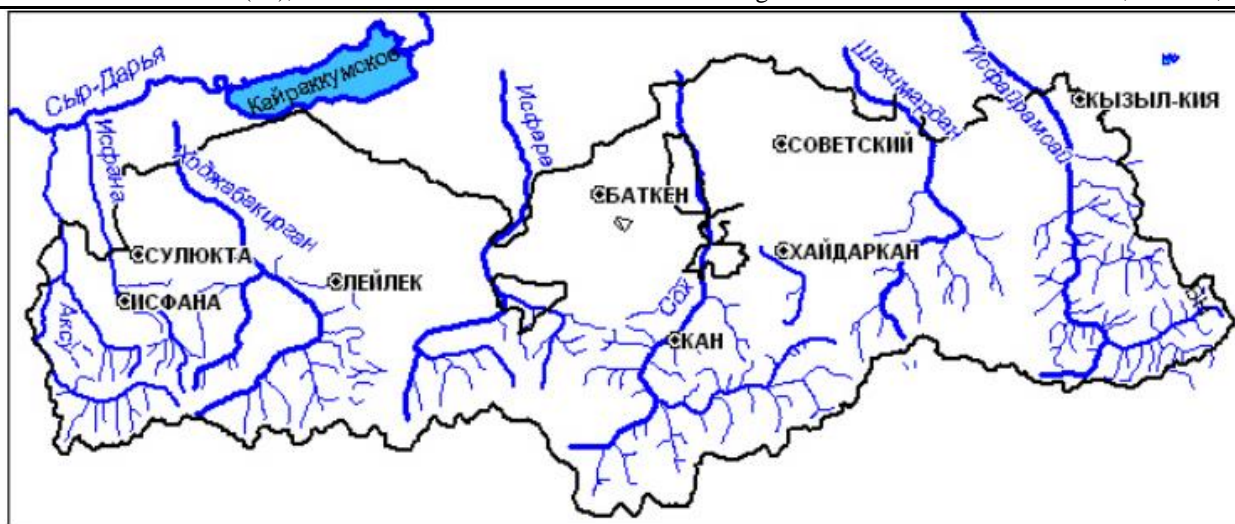 Сыр-Дарья
Кайраккумское
Исфана
Ходжабакирган
Исфара
Шахимардан
Исфайрамсай
КЫЗЫЛ-КИЯ
СОВЕТСКИЙ
БАТКЕН
СУЛЮКТА
ХАЙДАРКАН
ЛЕЙЛЕК
ИСФАНА
Аксу
Сох
КАН